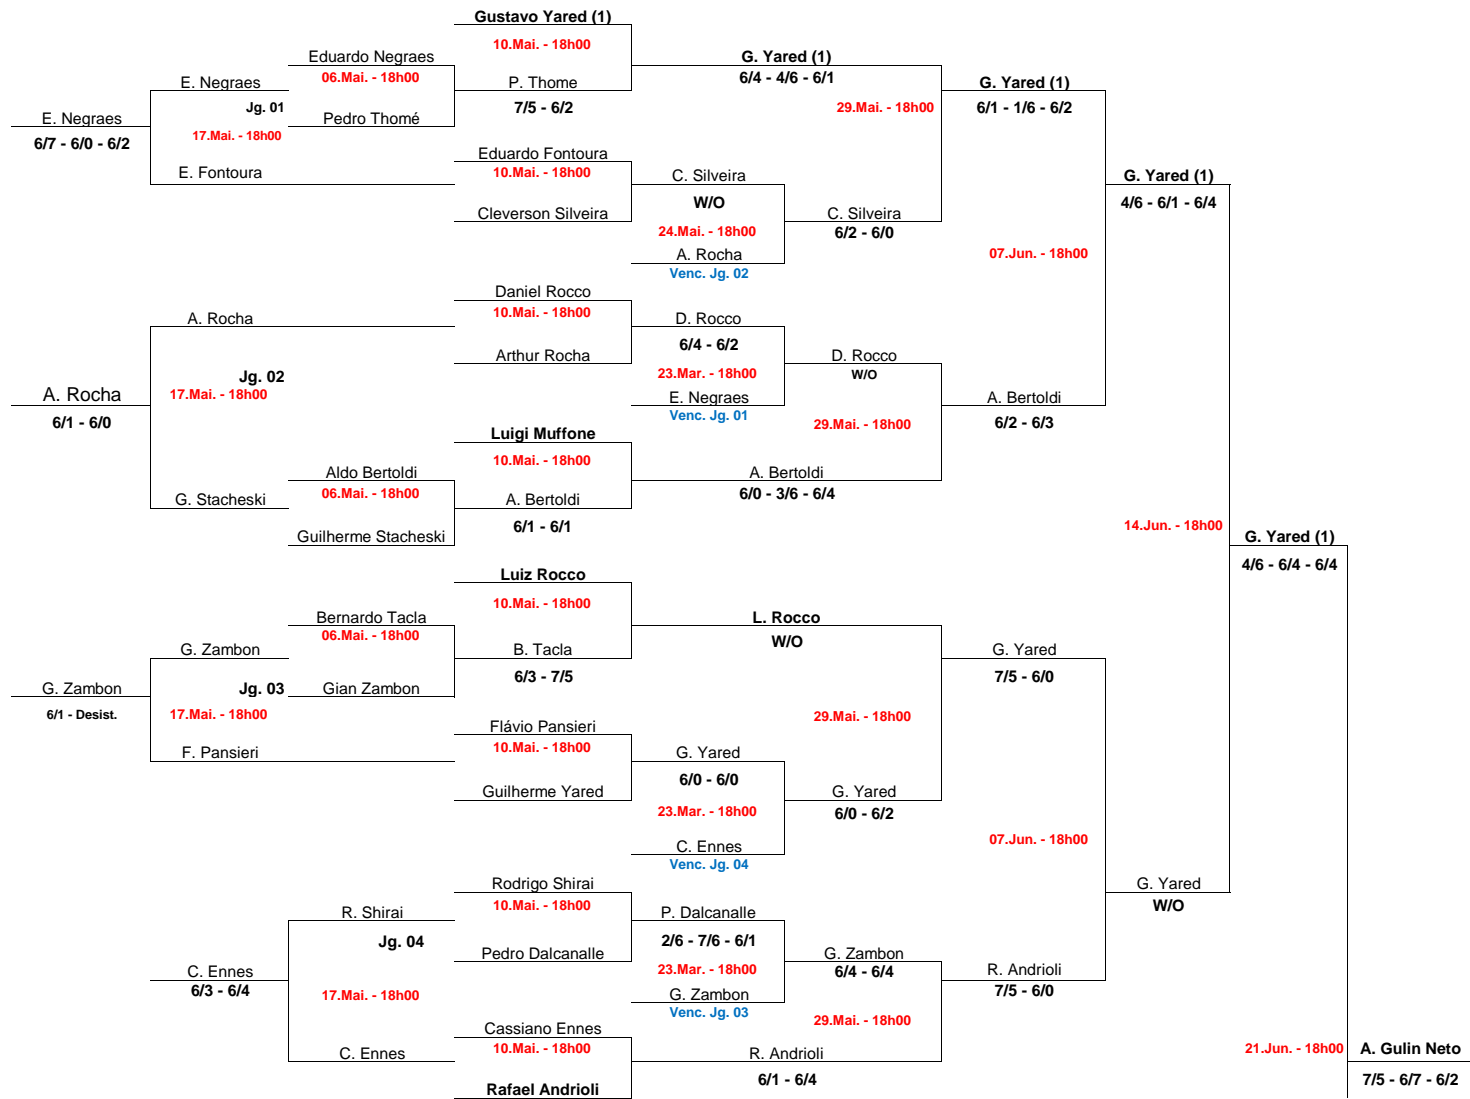 Gustavo Yared (1)
10.Mai. - 18h00
Eduardo Negraes
G. Yared (1)
06.Mai. - 18h00
6/4 - 4/6 - 6/1
E. Negraes
P. Thome
G. Yared (1)
Jg. 01
7/5 - 6/2
29.Mai. - 18h00
6/1 - 1/6 - 6/2
E. Negraes
Pedro Thomé
6/7 - 6/0 - 6/2
17.Mai. - 18h00
Eduardo Fontoura
E. Fontoura
10.Mai. - 18h00
C. Silveira
G. Yared (1)
W/O
4/6 - 6/1 - 6/4
Cleverson Silveira
C. Silveira
24.Mai. - 18h00
6/2 - 6/0
A. Rocha
07.Jun. - 18h00
Venc. Jg. 02
Daniel Rocco
10.Mai. - 18h00
A. Rocha
D. Rocco
6/4 - 6/2
Arthur Rocha
D. Rocco
Jg. 02
23.Mar. - 18h00
W/O
A. Rocha
17.Mai. - 18h00
E. Negraes
A. Bertoldi
6/1 - 6/0
Venc. Jg. 01
29.Mai. - 18h00
6/2 - 6/3
Luigi Muffone
10.Mai. - 18h00
Aldo Bertoldi
A. Bertoldi
06.Mai. - 18h00
6/0 - 3/6 - 6/4
G. Stacheski
A. Bertoldi
6/1 - 6/1
14.Jun. - 18h00
Guilherme Stacheski
G. Yared (1)
4/6 - 6/4 - 6/4
Luiz Rocco
10.Mai. - 18h00
Bernardo Tacla
L. Rocco
06.Mai. - 18h00
W/O
G. Zambon
B. Tacla
G. Yared
6/3 - 7/5
7/5 - 6/0
G. Zambon
Jg. 03
Gian Zambon
6/1 - Desist.
17.Mai. - 18h00
29.Mai. - 18h00
Flávio Pansieri
10.Mai. - 18h00
F. Pansieri
G. Yared
6/0 - 6/0
Guilherme Yared
G. Yared
23.Mar. - 18h00
6/0 - 6/2
C. Ennes
07.Jun. - 18h00
Venc. Jg. 04
Rodrigo Shirai
G. Yared
10.Mai. - 18h00
W/O
R. Shirai
P. Dalcanalle
Jg. 04
2/6 - 7/6 - 6/1
Pedro Dalcanalle
G. Zambon
C. Ennes
23.Mar. - 18h00
6/4 - 6/4
R. Andrioli
6/3 - 6/4
17.Mai. - 18h00
G. Zambon
7/5 - 6/0
Venc. Jg. 03
29.Mai. - 18h00
Cassiano Ennes
C. Ennes
10.Mai. - 18h00
R. Andrioli
21.Jun. - 18h00
A. Gulin Neto
6/1 - 6/4
7/5 - 6/7 - 6/2
Rafael Andrioli